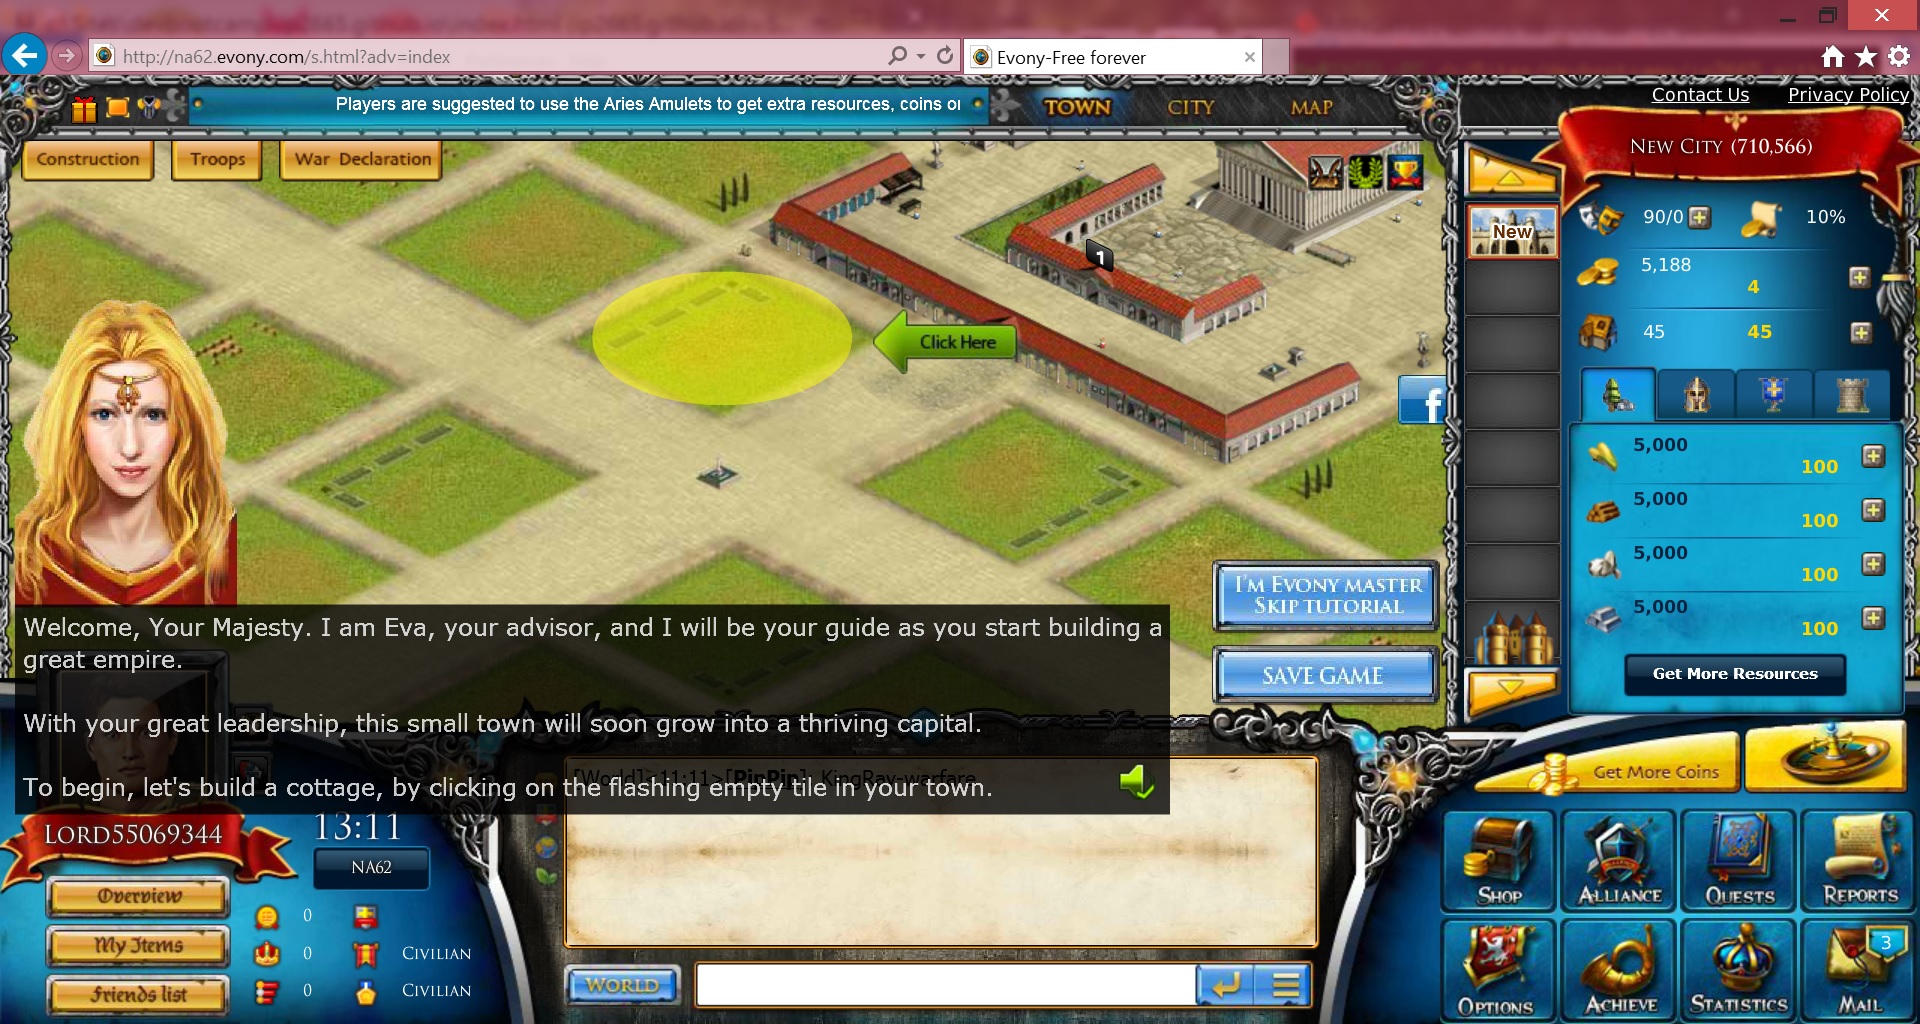 http://na62.evony.com/s.html?adv=index
Evony-Free forever
Players are suggested to use the Aries Amulets to get extra resources, coins or
TOWN
CITY
MAP
Contact Us
Privacy Policy
Construction
Troops
War Declaration
NEW CITY (710,566)
New
90/0
10%
5,188
4
45
45
1
Click Here
f
5,000
100
5,000
100
5,000
100
5,000
100
Get More Resources
I'M EVONY MASTER
SKIP TUTORIAL
SAVE GAME
Welcome, Your Majesty. I am Eva, your advisor, and I will be your guide as you start building a
great empire.
With your great leadership, this small town will soon grow into a thriving capital.
[World] 11:11>[PinPin] KingRay-warfare
To begin, let's build a cottage, by clicking on the flashing empty tile in your town.
Get More Coins
LORD55069344
13:11
NA62
Overview
My Items
Friends list
0
0
CIVILIAN
0
CIVILIAN
WORLD
SHOP
ALLIANCE
QUESTS
REPORTS
OPTIONS
ACHIEVE
STATISTICS
3
MAIL